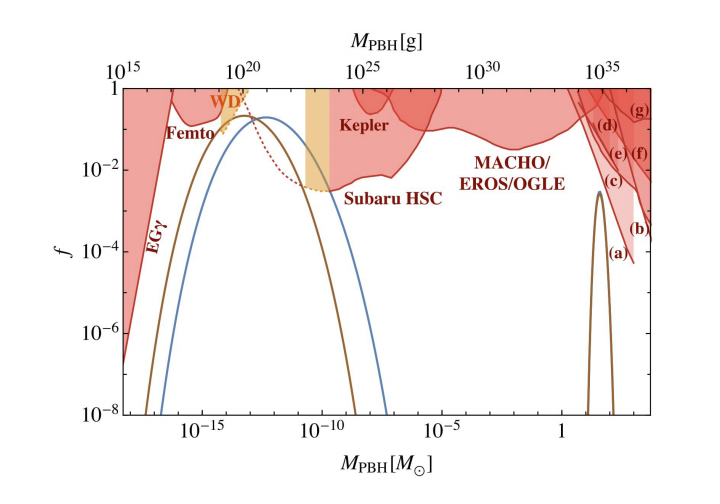 M_PBH [g]
10^15 10^20 10^25 10^30 10^35
1
10^-2
10^-4
10^-6
10^-8
f
WD
Femto
EGγ
Kepler
Subaru HSC
MACHO/
EROS/OGLE
(g)
(d)
(e) (f)
(c)
(b)
(a)
10^-15 10^-10 10^-5 1
M_PBH [M_⊙]